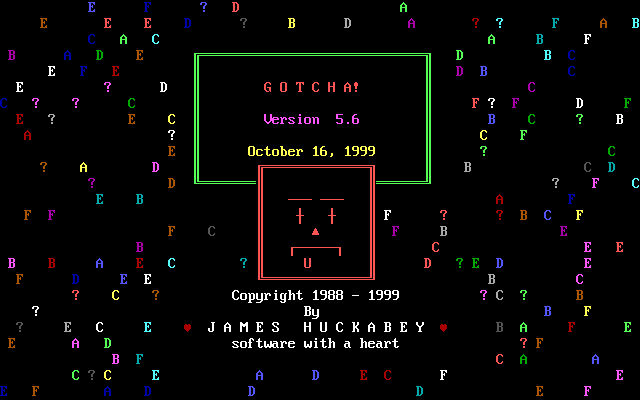 E F ? D A
E E E D ? B D A ? ? F A B
C A C A B F
B A D E D B C
E F E D B
E ? D G O T C H A! C
C ? ? C F ? F
E ? E C Version 5.6 B C ? B
A ? C F
E October 16, 1999 ?
? A D B C D
? D F C
E B A
F F F ? ? B C F
F C F B E
B C E E
B B A E C ? U D ? E D E
F D E E F
? C ? Copyright 1988 - 1999 ? C ? B
? By B F
? E C E J A M E S H U C K A B E Y B A F
E A D software with a heart ? F
B F C A A E
C ? C E A D E C F D
E F A D D D E F